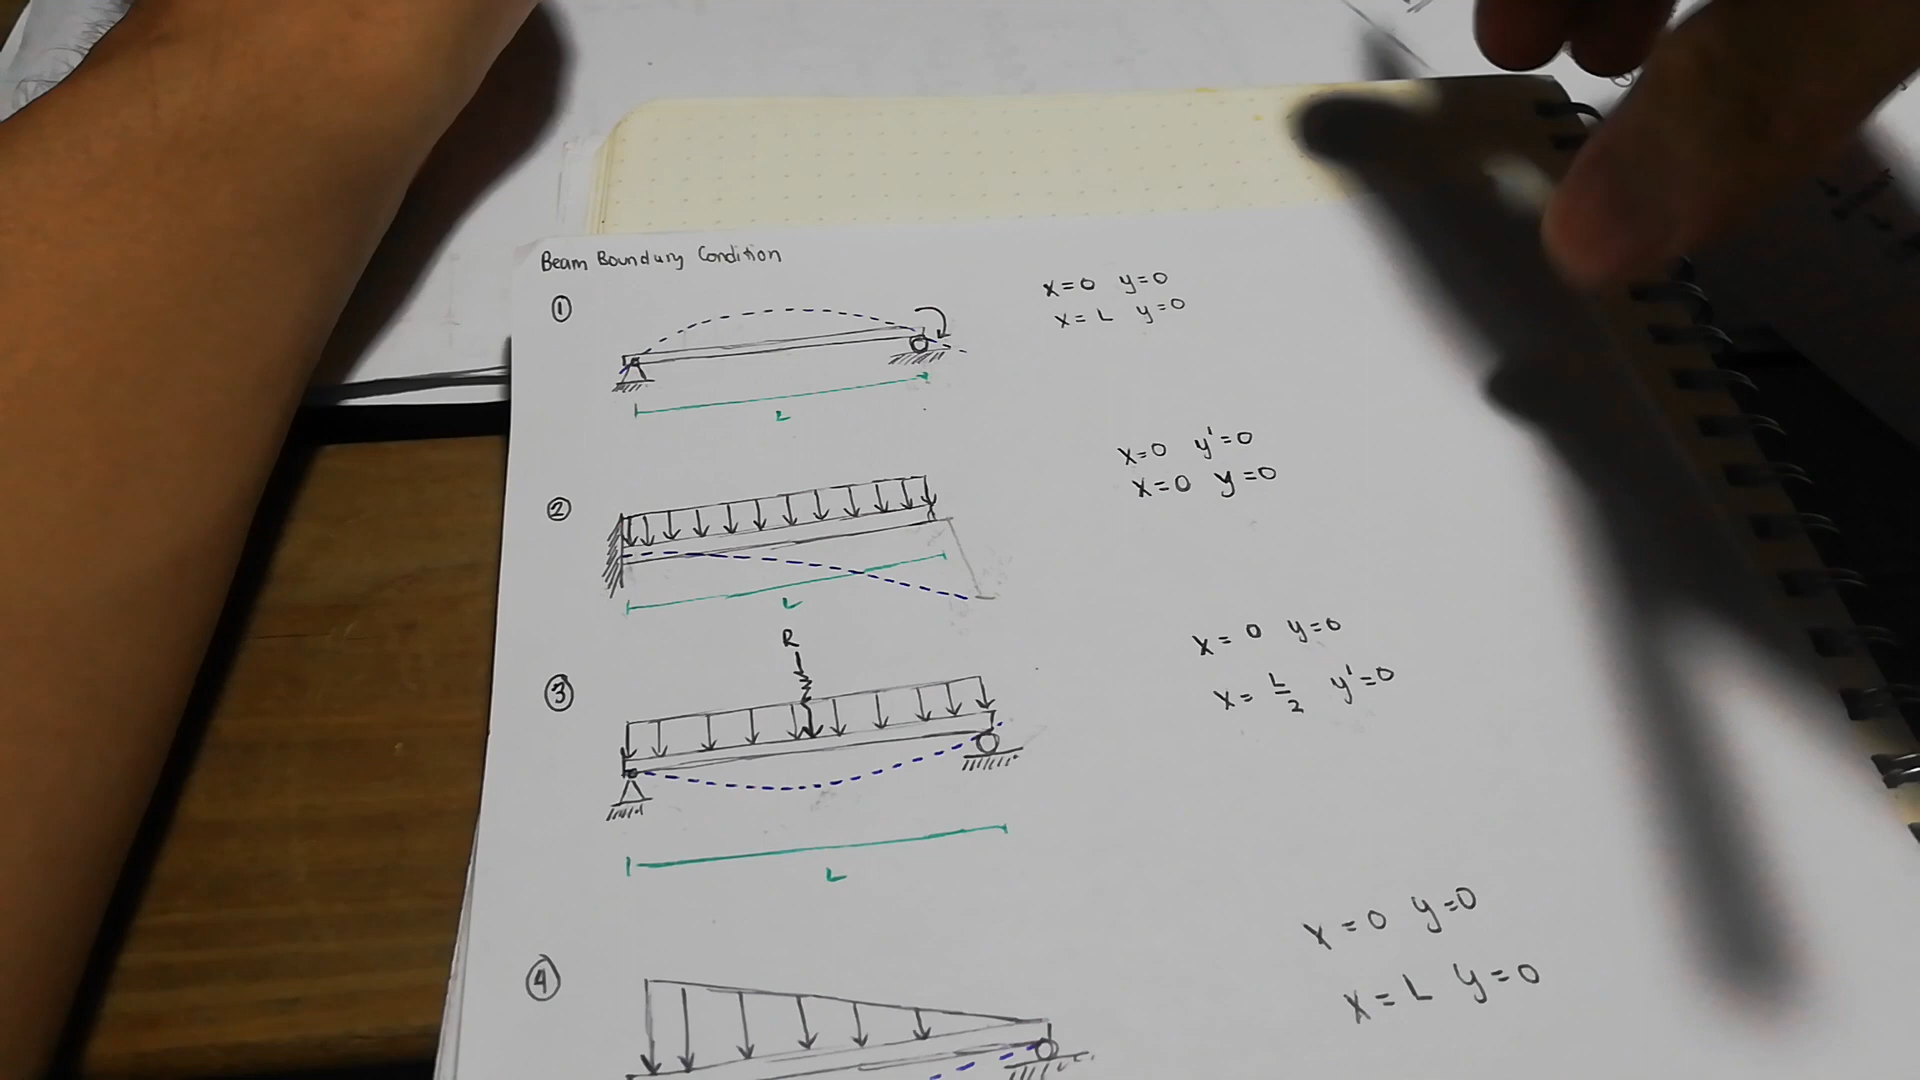 Beam Boundary Condition
①
x=0 y=0
x=L y=0
L
②
x=0 y'=0
x=0 y=0
L
R
③
x=0 y=0
x=L/2 y'=0
L
④
x=0 y=0
x=L y=0